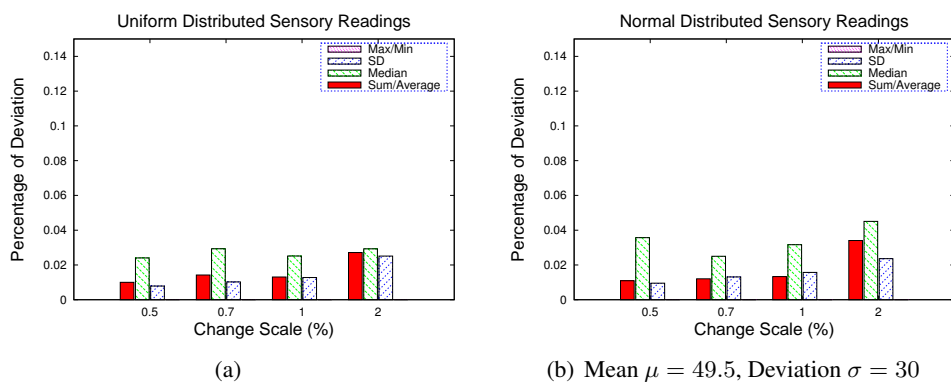 Uniform Distributed Sensory Readings
Percentage of Deviation
0.14
0.12
0.1
0.08
0.06
0.04
0.02
0
Max/Min
SD
Median
Sum/Average
0.5 0.7 1 2
Change Scale (%)
(a)
Normal Distributed Sensory Readings
Percentage of Deviation
0.14
0.12
0.1
0.08
0.06
0.04
0.02
0
Max/Min
SD
Median
Sum/Average
0.5 0.7 1 2
Change Scale (%)
(b) Mean μ = 49.5, Deviation σ = 30